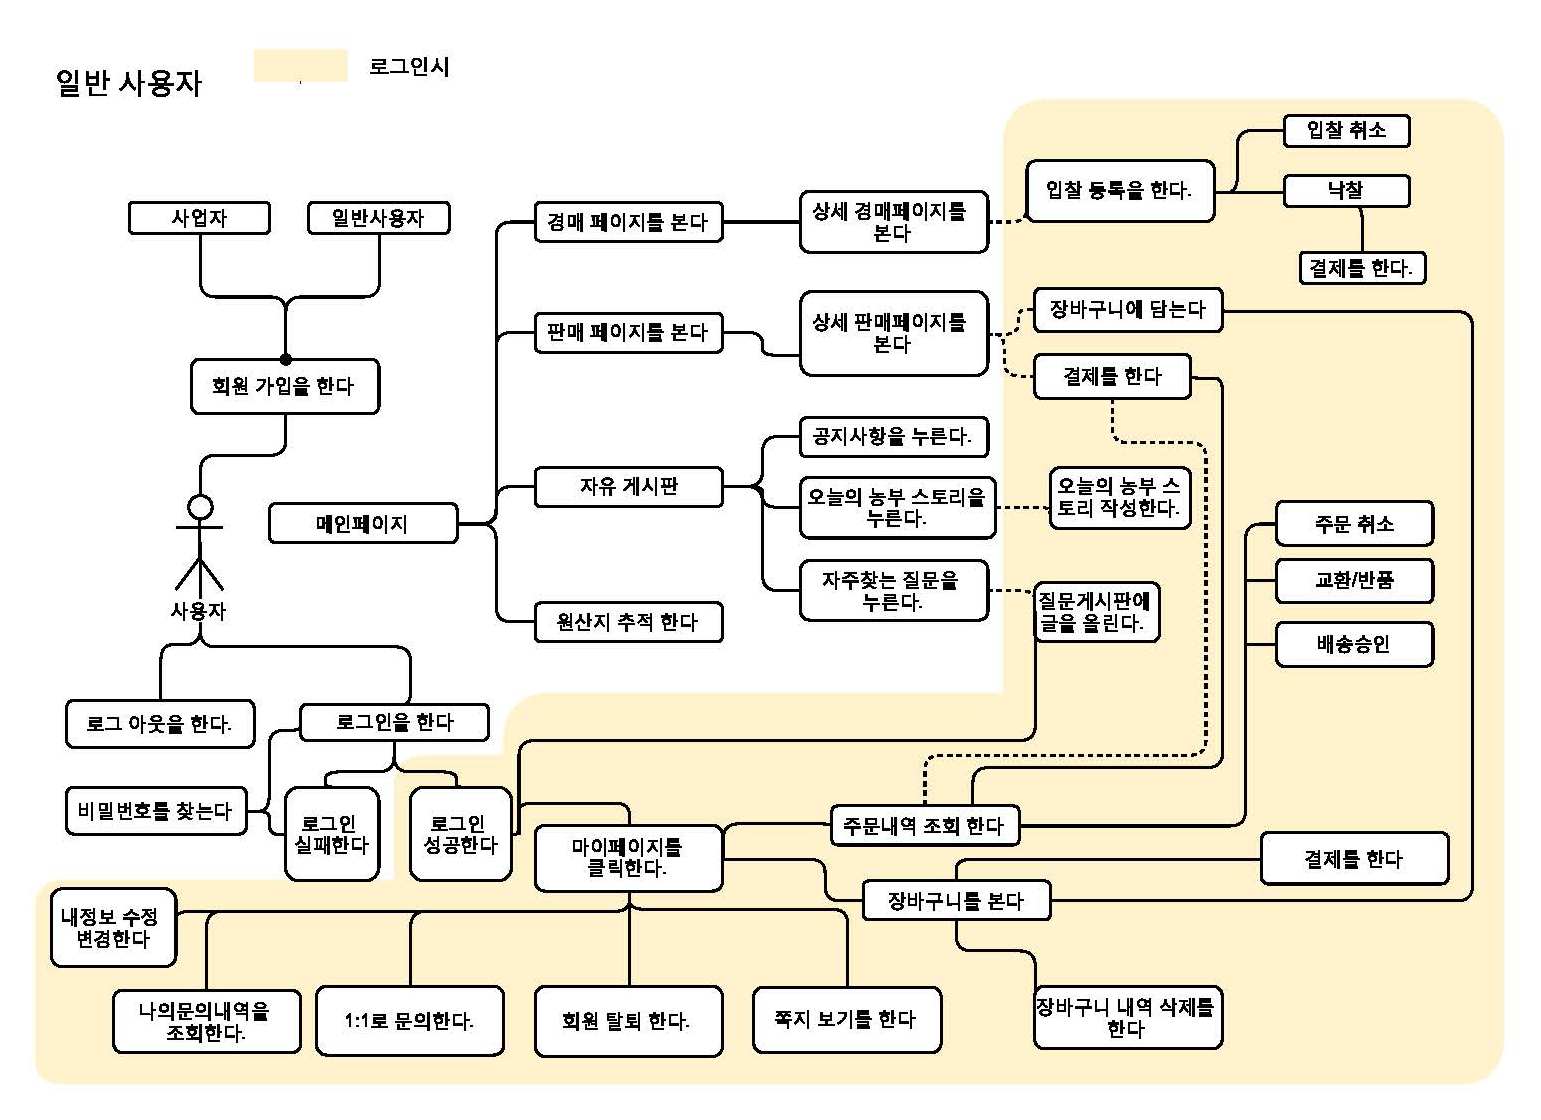 일반 사용자
로그인시
사업자
일반사용자
회원 가입을 한다
사용자
로그 아웃을 한다.
로그인을 한다
비밀번호를 찾는다
로그인
실패한다
로그인
성공한다
메인페이지
경매 페이지를 본다
판매 페이지를 본다
자유 게시판
원산지 추적 한다
상세 경매페이지를
본다
상세 판매페이지를
본다
공지사항을 누른다.
오늘의 농부 스토리을
누른다.
자주찾는 질문을
누른다.
입찰 등록을 한다.
입찰 취소
낙찰
결제를 한다.
장바구니에 담는다
결제를 한다
오늘의 농부 스
토리 작성한다.
질문게시판에
글을 올린다.
주문 취소
교환/반품
배송승인
주문내역 조회 한다
마이페이지를
클릭한다.
장바구니를 본다
결제를 한다
내정보 수정
변경한다
나의문의내역을
조회한다.
1:1로 문의한다.
회원 탈퇴 한다.
쪽지 보기를 한다
장바구니 내역 삭제를
한다